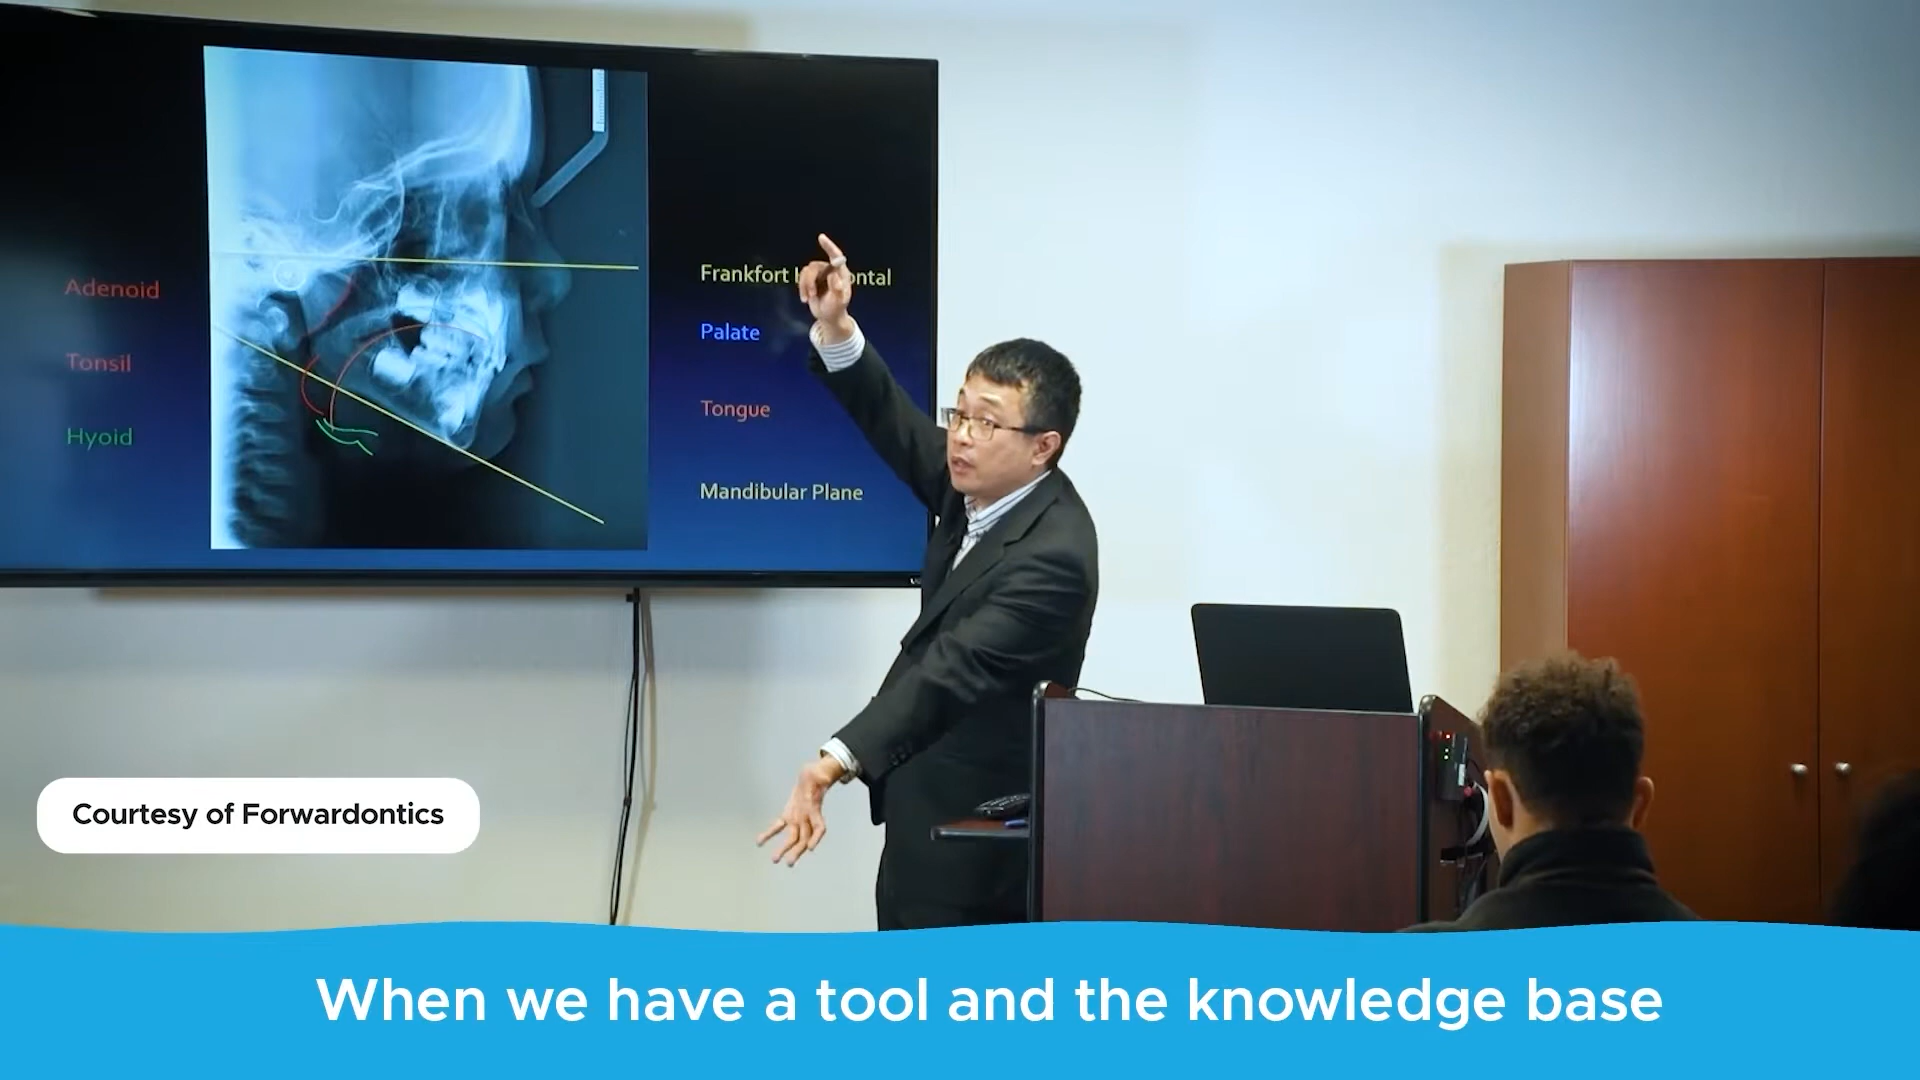 Adenoid
Tonsil
Hyoid
Frankfort
Palate
Tongue
Mandibular Plane
Courtesy of Forwardontics
When we have a tool and the knowledge base